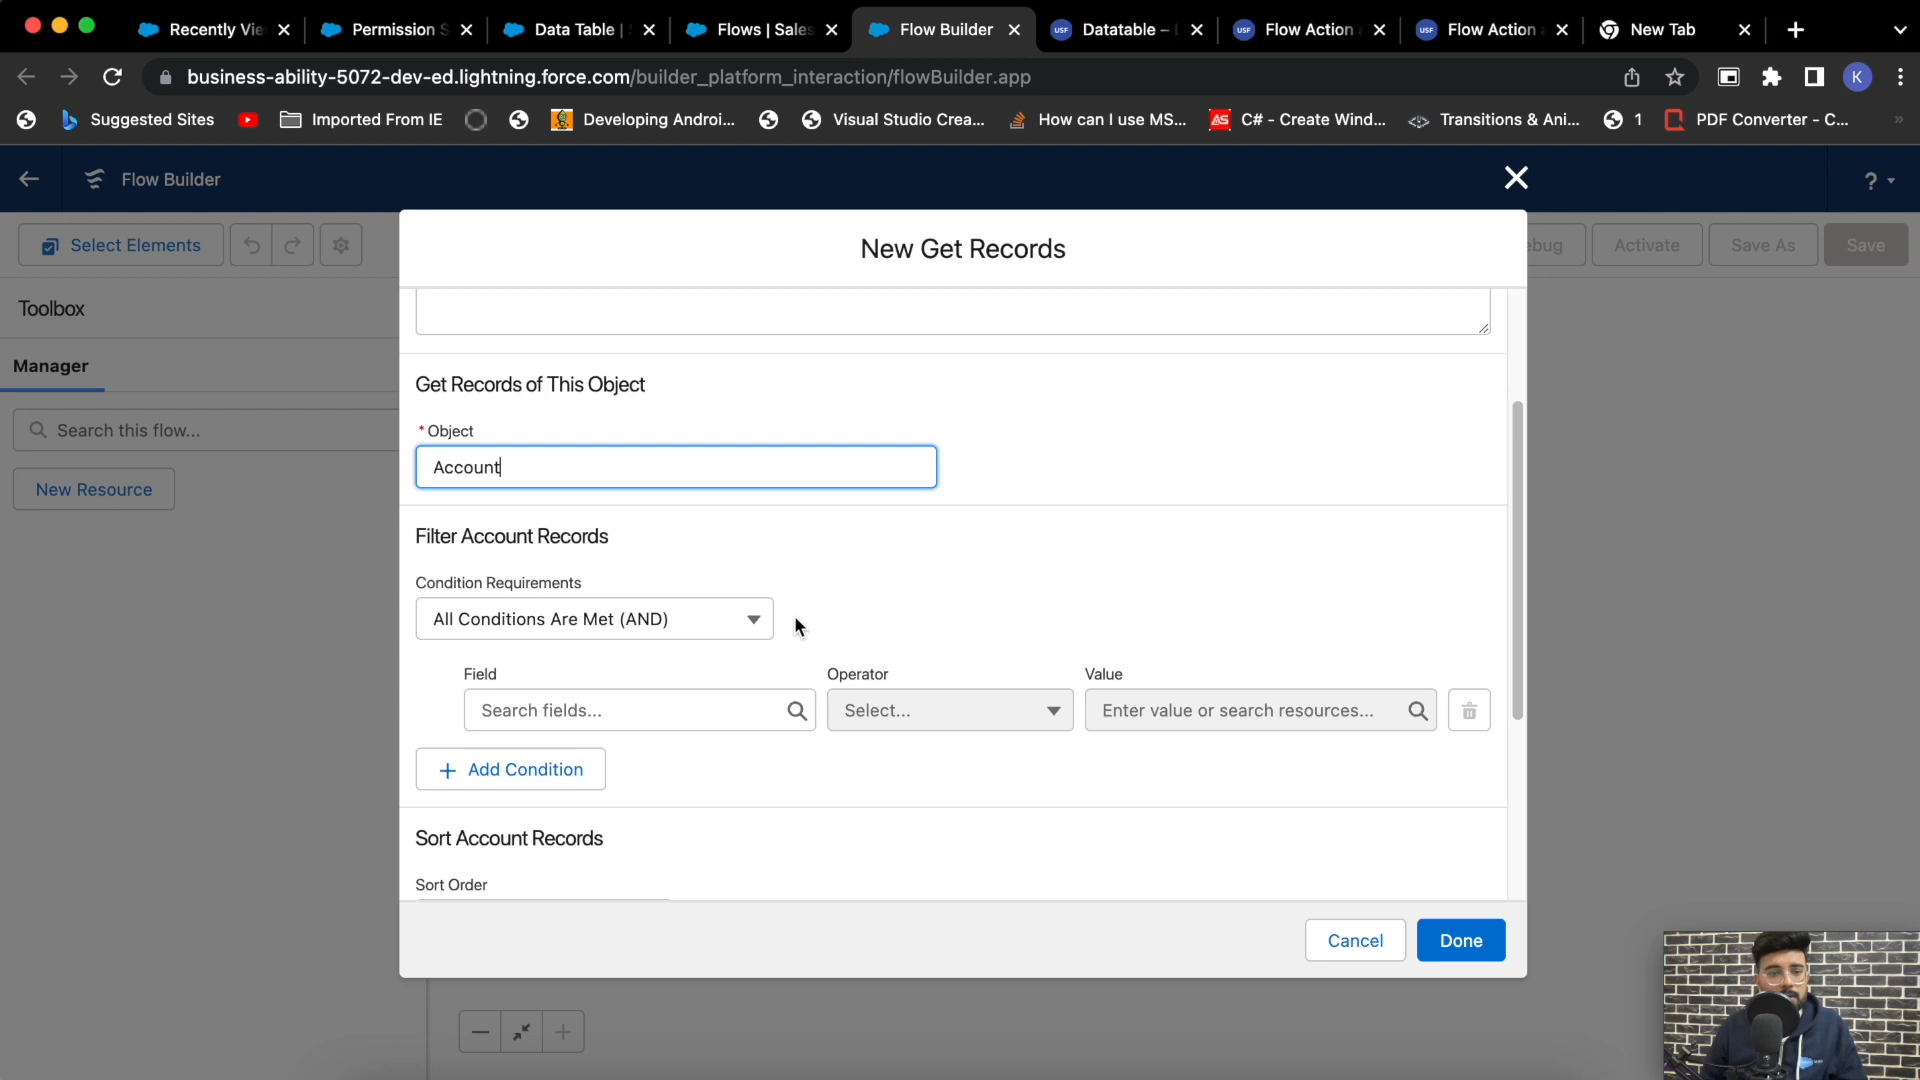 Recently Vie
Permission S
Data Table |
Flows | Sales
Flow Builder
USF Datatable – L
USF Flow Action
USF Flow Action
New Tab
business-ability-5072-dev-ed.lightning.force.com/builder_platform_interaction/flowBuilder.app
K
Suggested Sites
Imported From IE
Developing Androi...
Visual Studio Crea...
How can I use MS...
AS C# - Create Wind...
Transitions & Ani...
1
PDF Converter - C...
»
Flow Builder
?
Select Elements
ebug
Activate
Save As
Save
New Get Records
Toolbox
Manager
Search this flow...
New Resource
Get Records of This Object
* Object
Account
Filter Account Records
Condition Requirements
All Conditions Are Met (AND)
Field
Operator
Value
Search fields...
Select...
Enter value or search resources...
+ Add Condition
Sort Account Records
Sort Order
Cancel
Done